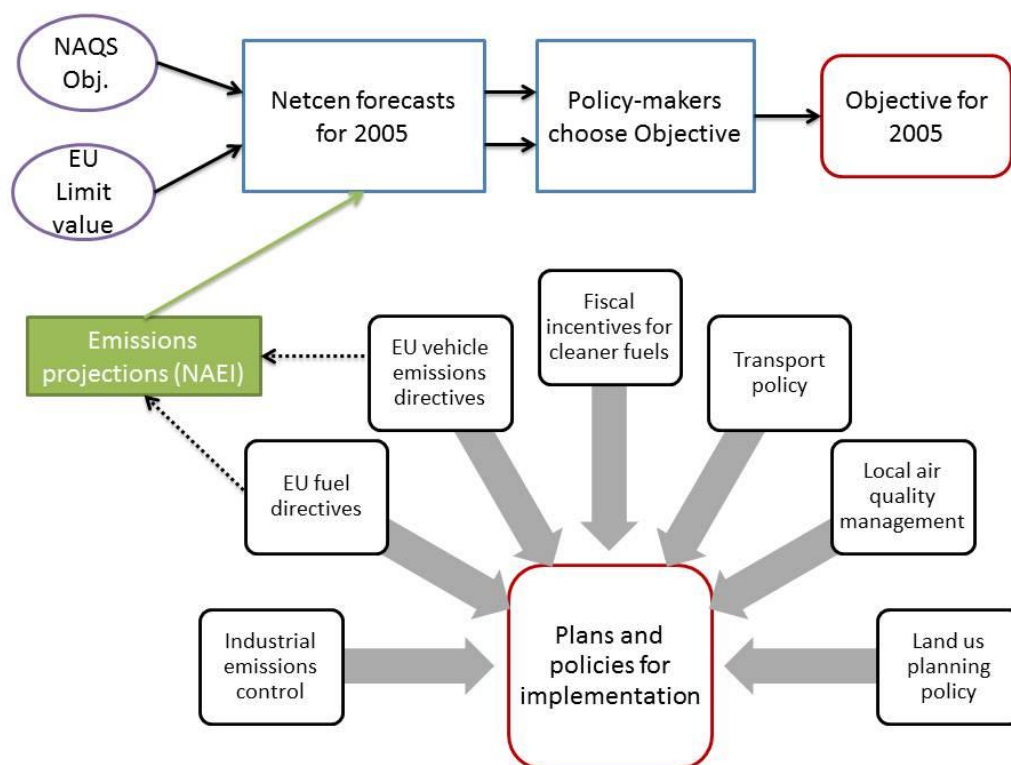 NAQS
Obj.
Netcen forecasts
for 2005
Policy-makers
choose Objective
Objective for
2005
EU
Limit
value
Emissions
projections (NAEI)
EU vehicle
emissions
directives
Fiscal
incentives for
cleaner fuels
Transport
policy
EU fuel
directives
Local air
quality
management
Industrial
emissions
control
Plans and
policies for
implementation
Land us
planning
policy